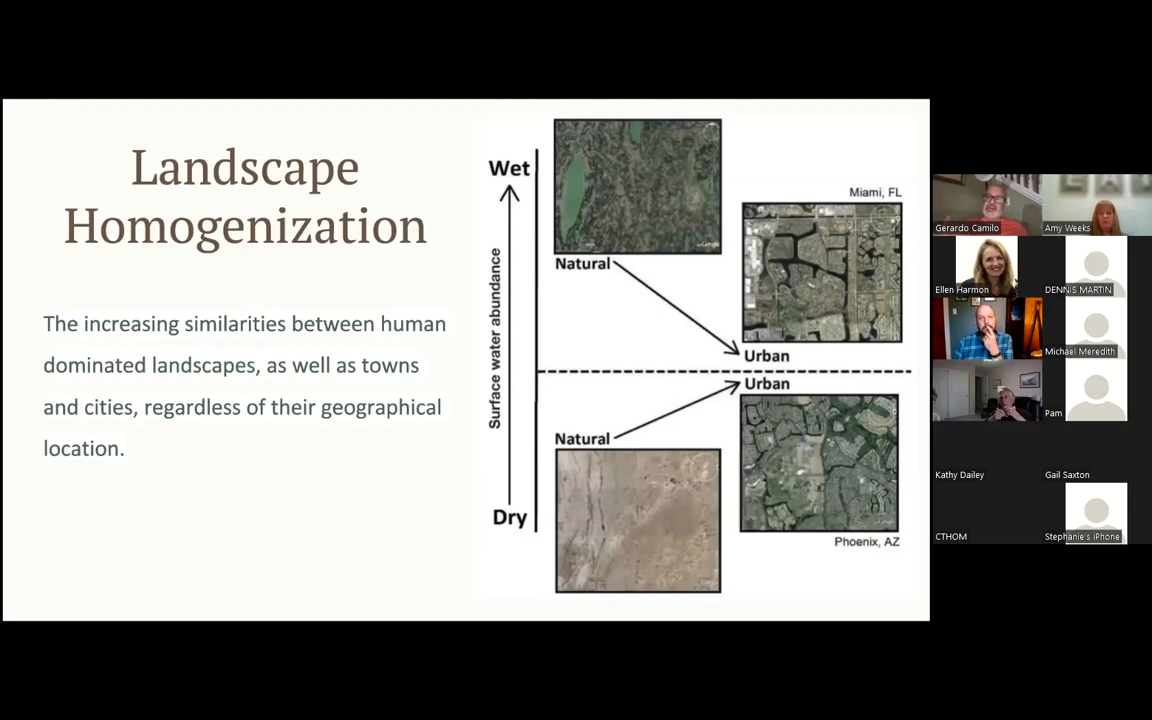 Landscape
Homogenization
The increasing similarities between human
dominated landscapes, as well as towns
and cities, regardless of their geographical
location.
Wet
Surface water abundance
Dry
Natural
Miami, FL
Urban
Urban
Natural
Phoenix, AZ
Gerardo Camilo
Amy Weeks
Ellen Harmon
DENNIS MARTIN
Michael Meredith
Pam
Kathy Dailey
Gail Saxton
CTHOM
Stephanie's iPhone